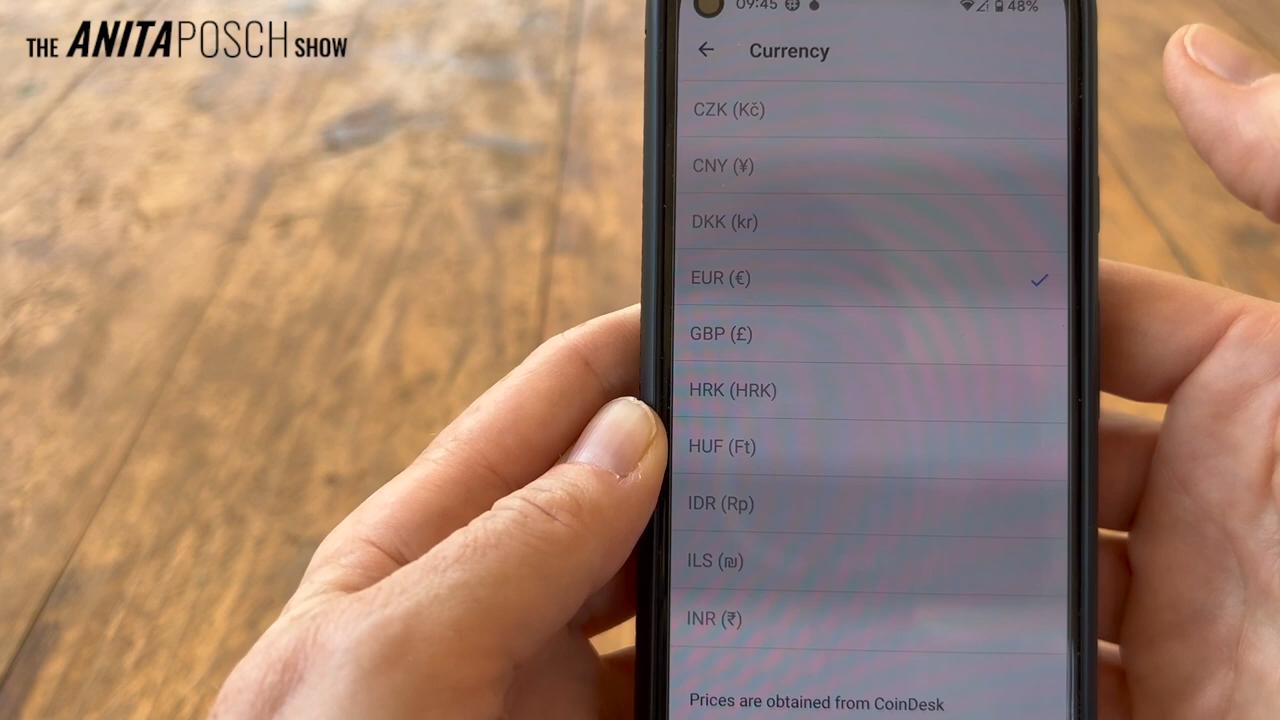 THE ANITA POSCH SHOW
09:45 48%
Currency
CZK (Kč)
CNY (¥)
DKK (kr)
EUR (€)
GBP (£)
HRK (HRK)
HUF (Ft)
IDR (Rp)
ILS (₪)
INR (₹)
Prices are obtained from CoinDesk